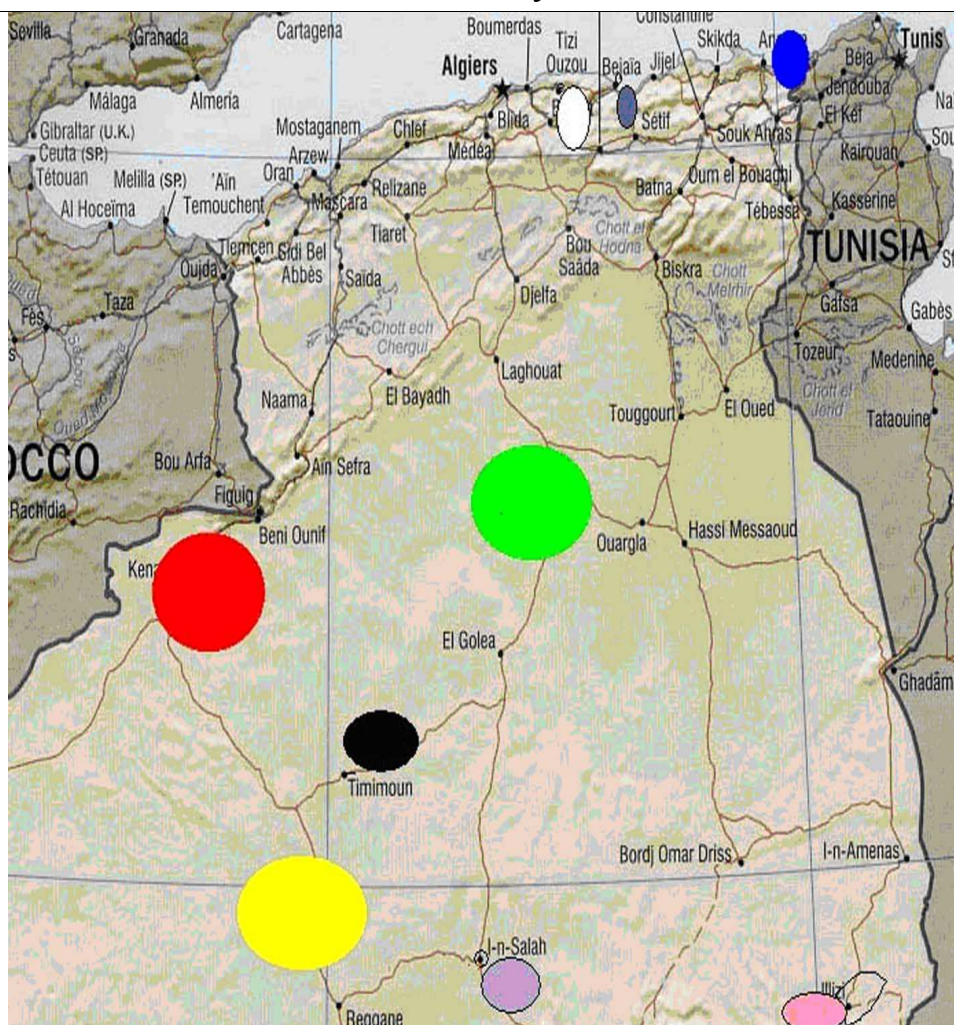 Sevilla
Granada
Cartagena
Boumerdas
Tizi
Ouzou
Constantine
Skikda
Jijel
Bejaïa
Béja
Tunis
Algiers
Málaga
Almería
Jendouba
El Kéf
Gibraltar (U.K.)
Ceuta (SP.)
Tétouan
Melilla (SP.)
Al Hoceïma
'Aïn
Temouchent
Mostaganem
Arzew
Oran
Chlef
Blida
Médéa
Sétif
Souk Ahras
Kairouan
Relizane
Mascara
Batna
Oum el Bouaghi
Tébessa
Kasserine
Tlemcen
Sidi Bel
Abbès
Tiaret
Chott el
Hodna
Bou
Saâda
TUNISIA
Oujda
Saïda
Djelfa
Biskra
Chott
Melrhir
Gafsa
Gabès
Fès
Taza
Chott ech
Chergui
Tozeur
Medenine
Chott el
Jerid
Laghouat
Naama
El Bayadh
Touggourt
El Oued
Tataouine
OCCO
Bou Arfa
Aïn Sefra
Figuig
Rachidia
Beni Ounif
Ouargla
Hassi Messaoud
El Golea
Ghadâm
Timimoun
Bordj Omar Driss
I-n-Amenas
I-n-Salah
Illizi
Reggane